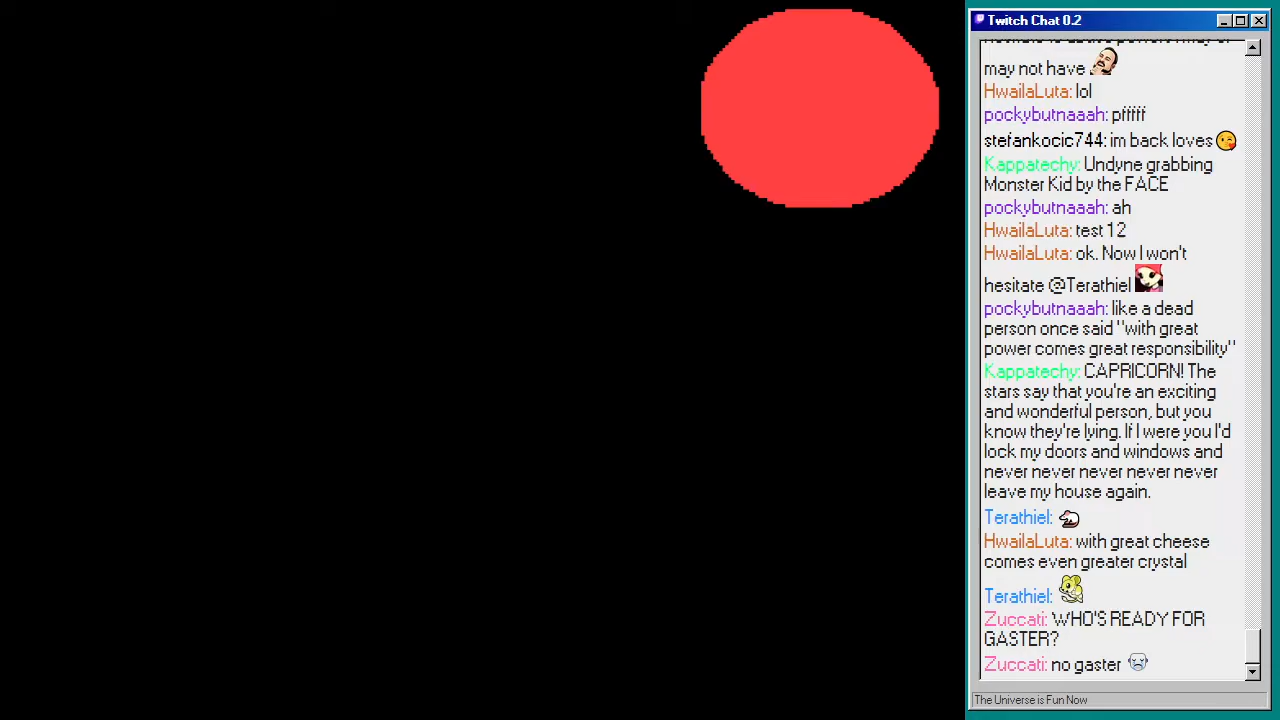 Twitch Chat 0.2
may not have
HwailaLuta: lol
pockybutnaaah: pfffff
stefankocic744: im back loves
Kappatechy: Undyne grabbing
Monster Kid by the FACE
pockybutnaaah: ah
HwailaLuta: test 12
HwailaLuta: ok. Now I won't
hesitate @Terathiel
pockybutnaaah: like a dead
person once said "with great
power comes great responsibility"
Kappatechy: CAPRICORN! The
stars say that you're an exciting
and wonderful person, but you
know they're lying. If I were you I'd
lock my doors and windows and
never never never never never
leave my house again.
Terathiel:
HwailaLuta: with great cheese
comes even greater crystal
Terathiel:
Zuccati: WHO'S READY FOR
GASTER?
Zuccati: no gaster
The Universe is Fun Now